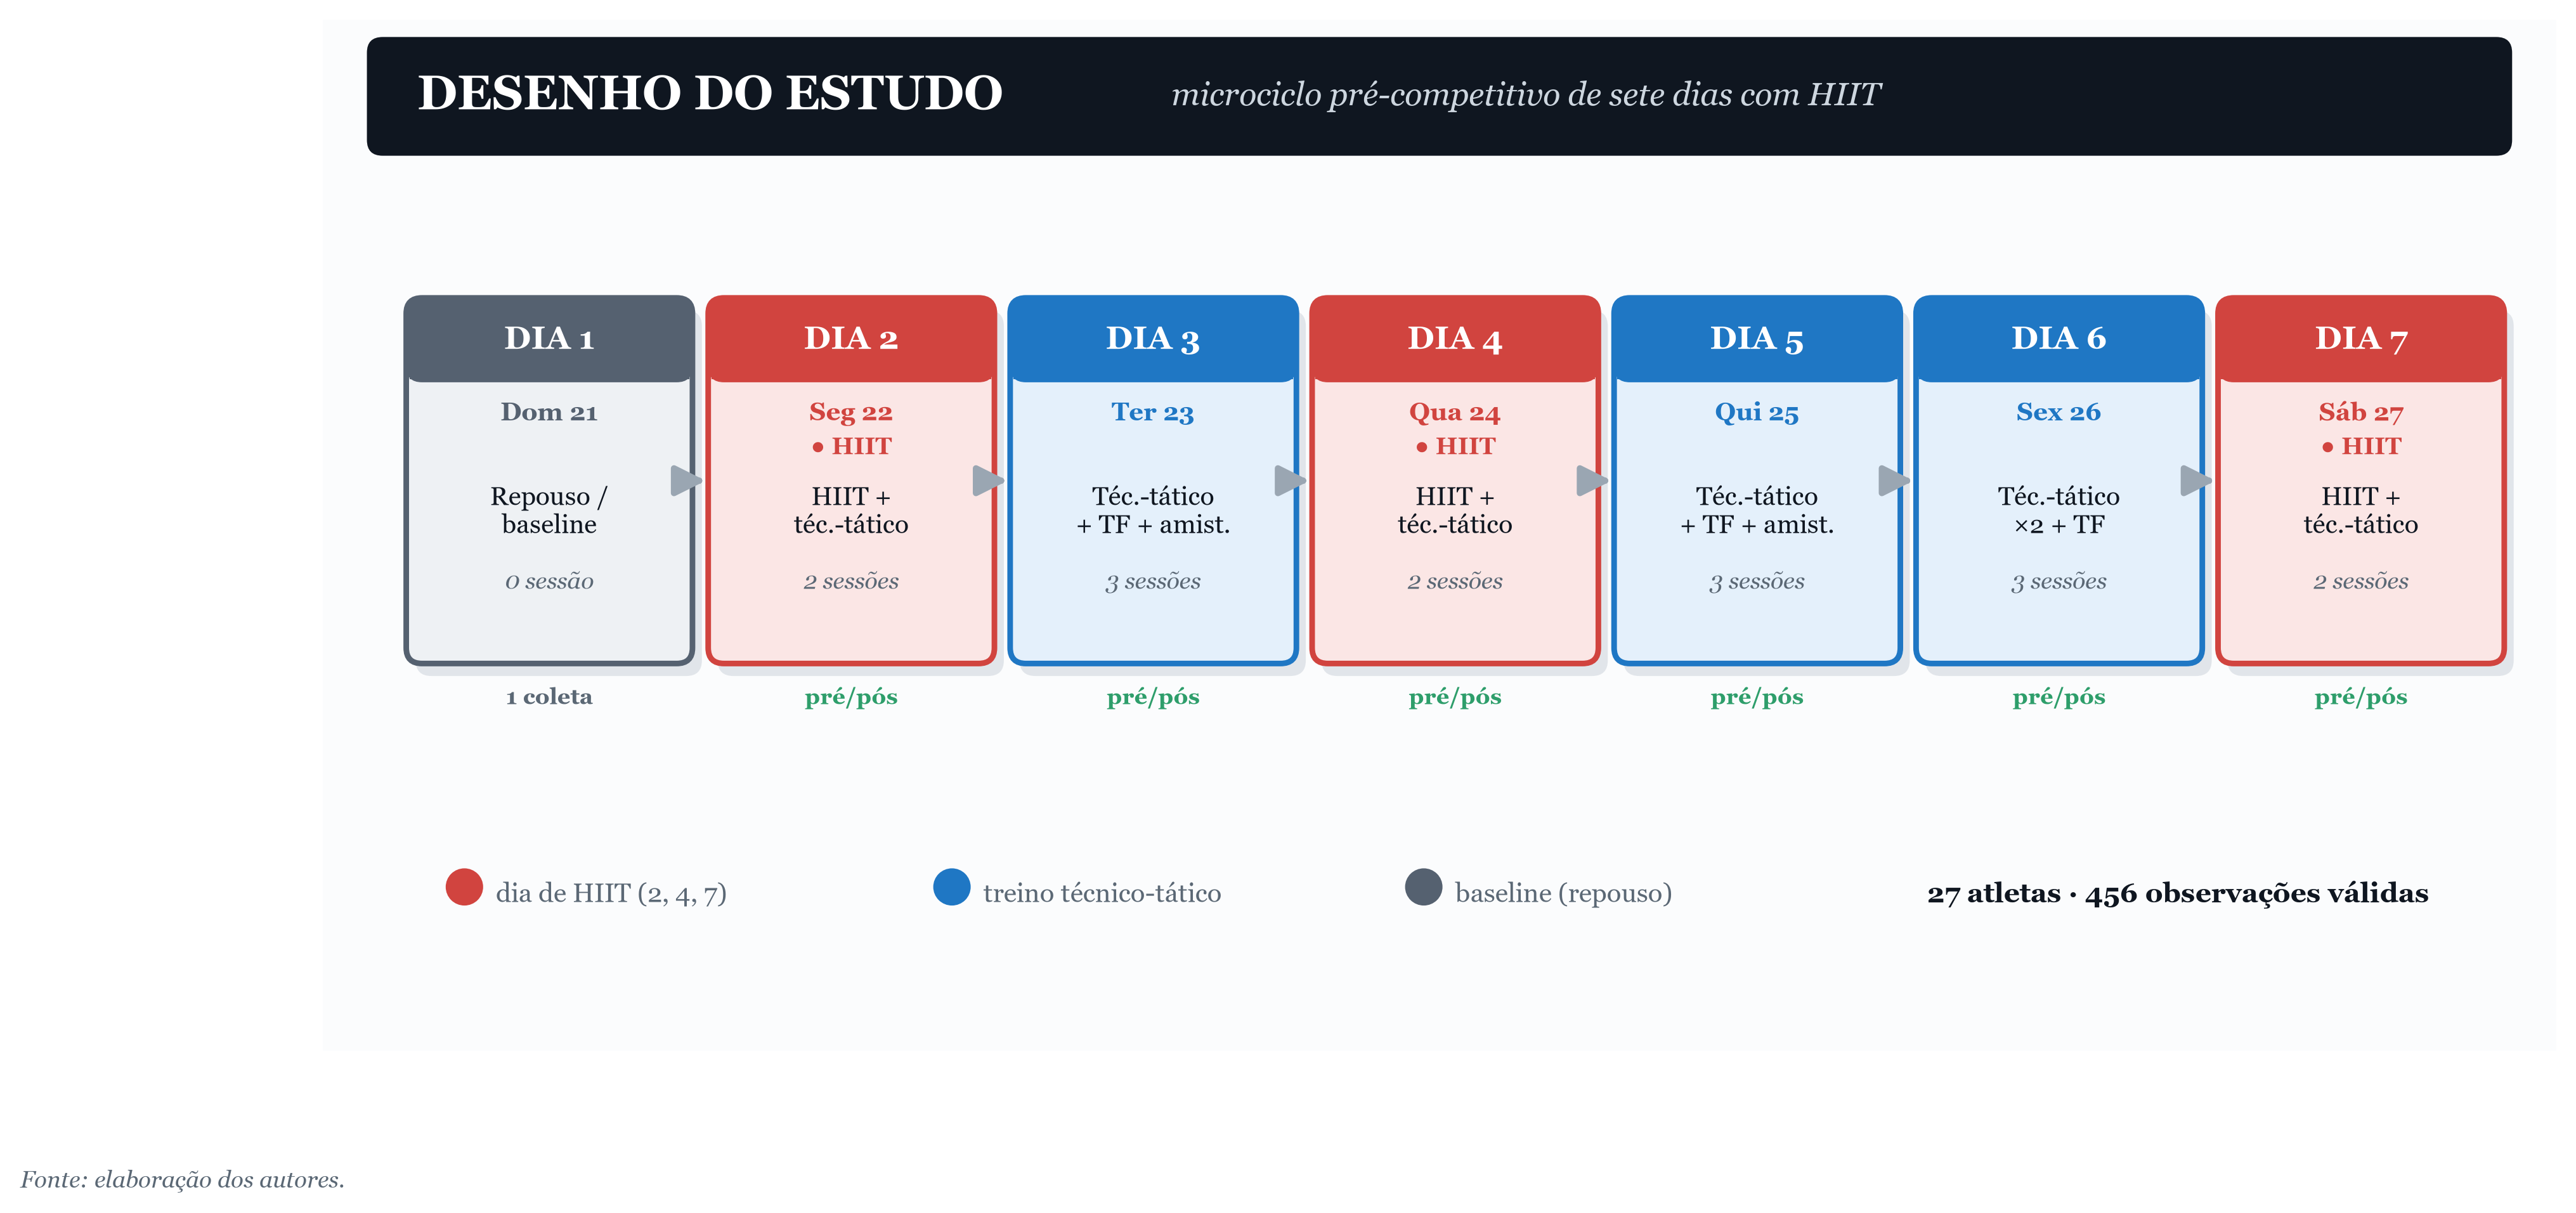 DESENHO DO ESTUDO
microciclo pré-competitivo de sete dias com HIIT
DIA 1
Dom 21
Repouso /
baseline
0 sessão
1 coleta
DIA 2
Seg 22
• HIIT
HIIT +
téc.-tático
2 sessões
pré/pós
DIA 3
Ter 23
Téc.-tático
+ TF + amist.
3 sessões
pré/pós
DIA 4
Qua 24
• HIIT
HIIT +
téc.-tático
2 sessões
pré/pós
DIA 5
Qui 25
Téc.-tático
+ TF + amist.
3 sessões
pré/pós
DIA 6
Sex 26
Téc.-tático
×2 + TF
3 sessões
pré/pós
DIA 7
Sáb 27
• HIIT
HIIT +
téc.-tático
2 sessões
pré/pós
dia de HIIT (2, 4, 7)
treino técnico-tático
baseline (repouso)
27 atletas · 456 observações válidas
Fonte: elaboração dos autores.